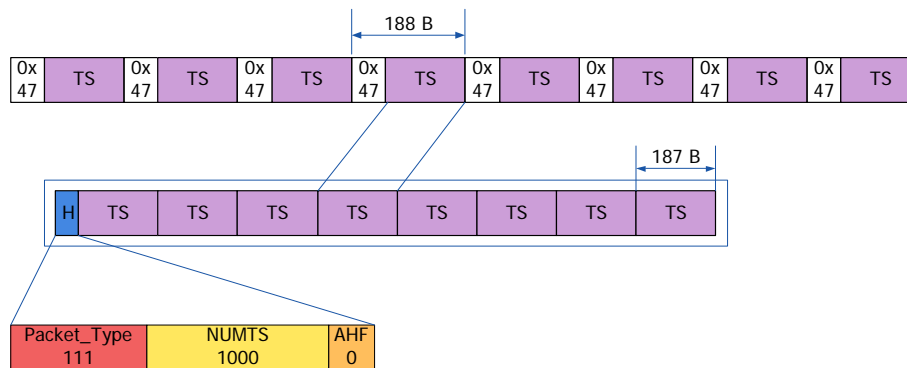 188 B
0x 47 TS 0x 47 TS 0x 47 TS 0x 47 TS 0x 47 TS 0x 47 TS 0x 47 TS 0x 47 TS
187 B
H TS TS TS TS TS TS TS TS
Packet_Type NUMTS AHF
111 1000 0